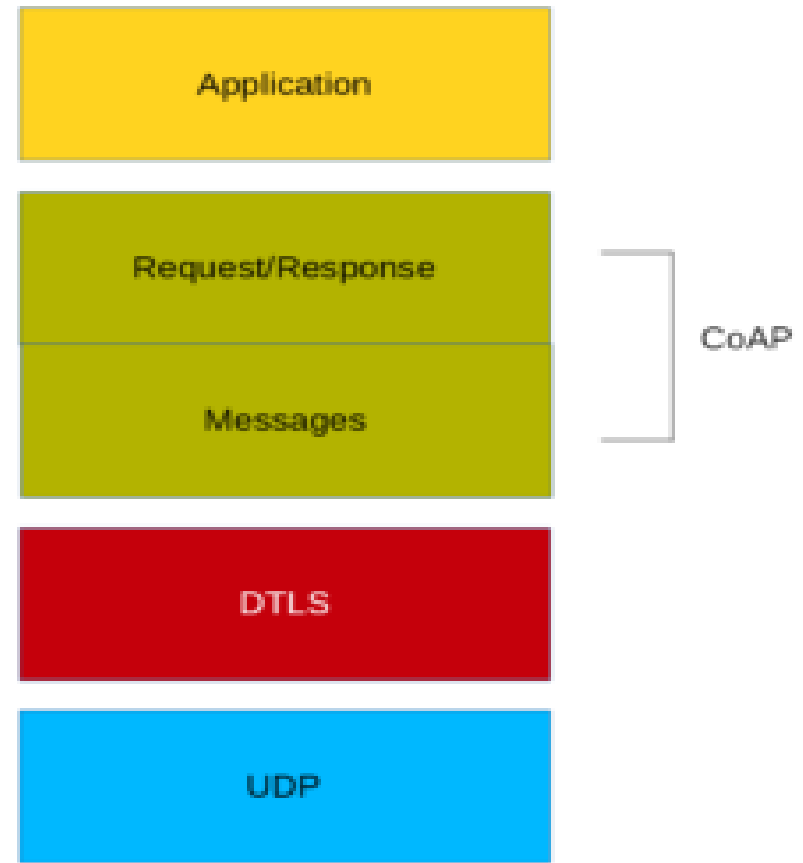 Application
Request/Response
CoAP
Messages
DTLS
UDP